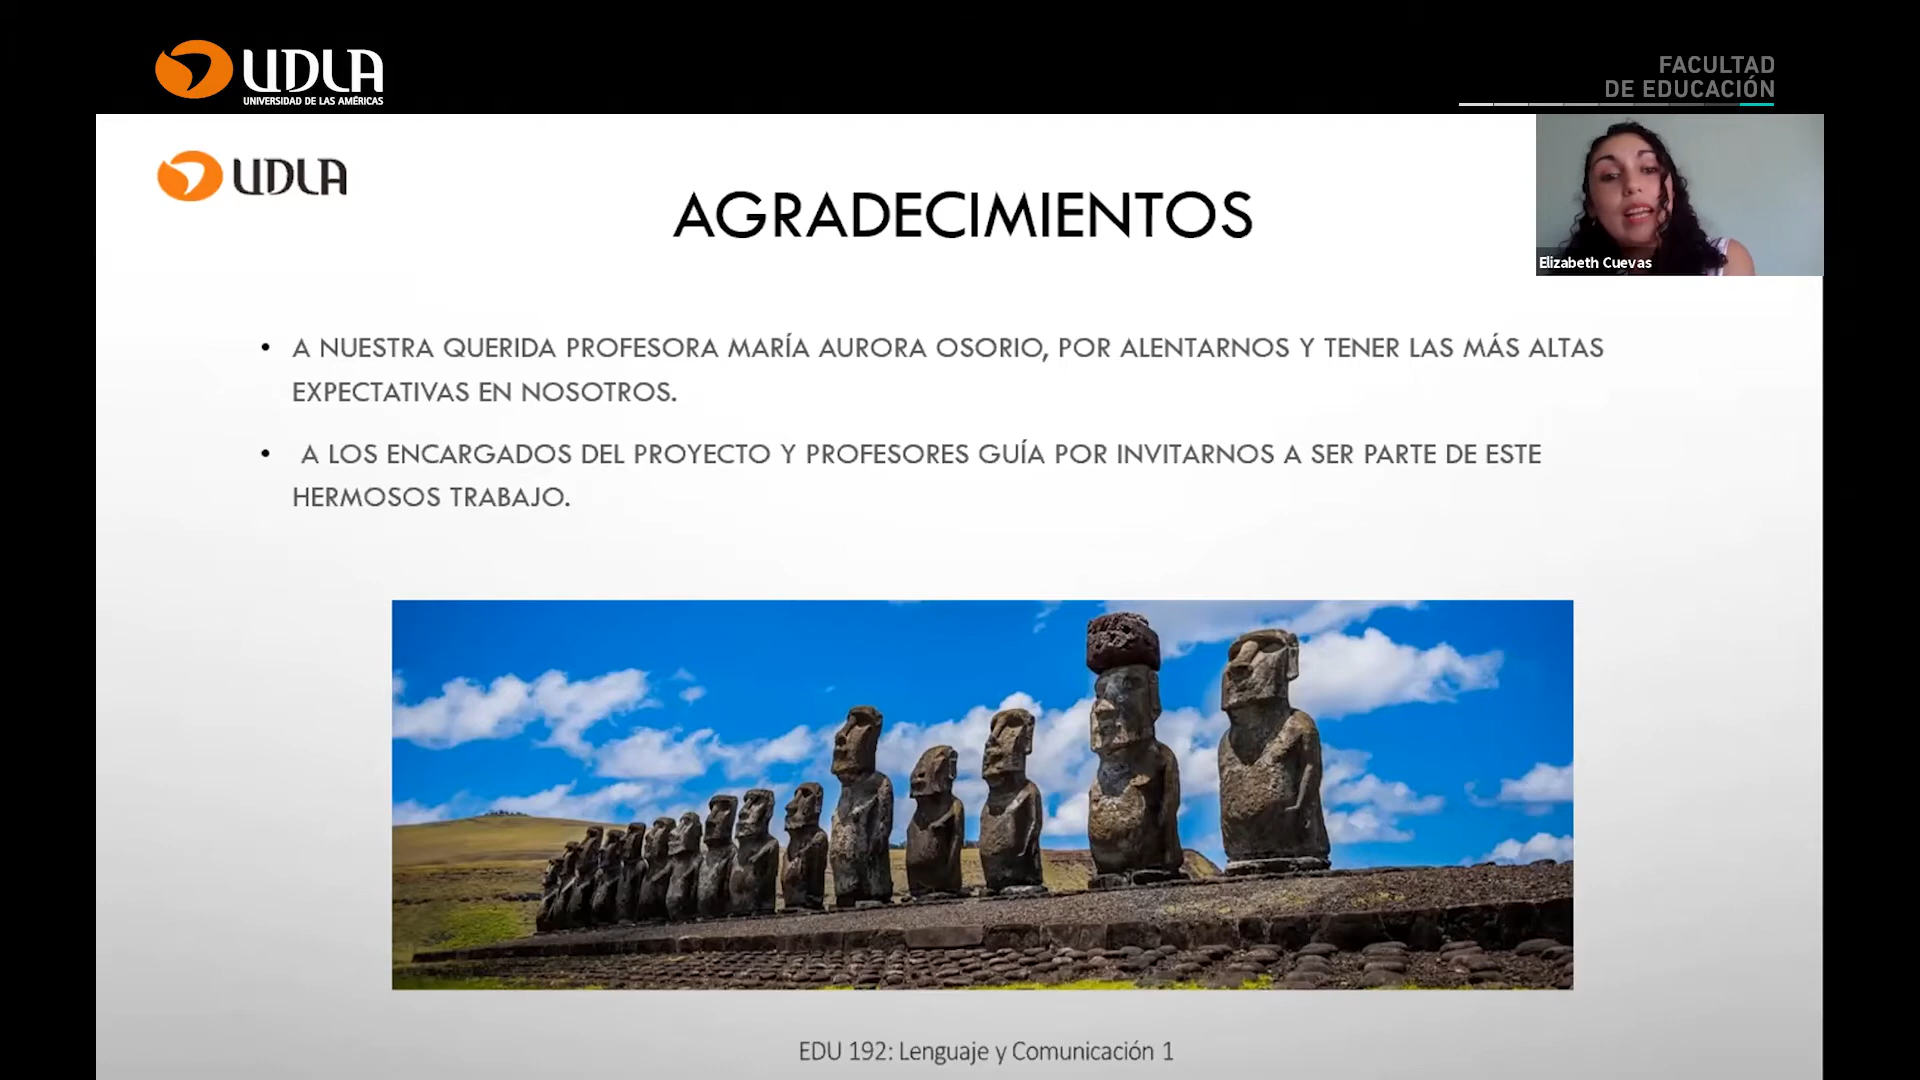 UDLA
UNIVERSIDAD DE LAS AMÉRICAS
FACULTAD
DE EDUCACIÓN
UDLA
AGRADECIMIENTOS
Elizabeth Cuevas
• A NUESTRA QUERIDA PROFESORA MARÍA AURORA OSORIO, POR ALENTARNOS Y TENER LAS MÁS ALTAS
EXPECTATIVAS EN NOSOTROS.
• A LOS ENCARGADOS DEL PROYECTO Y PROFESORES GUÍA POR INVITARNOS A SER PARTE DE ESTE
HERMOSOS TRABAJO.
EDU 192: Lenguaje y Comunicación 1